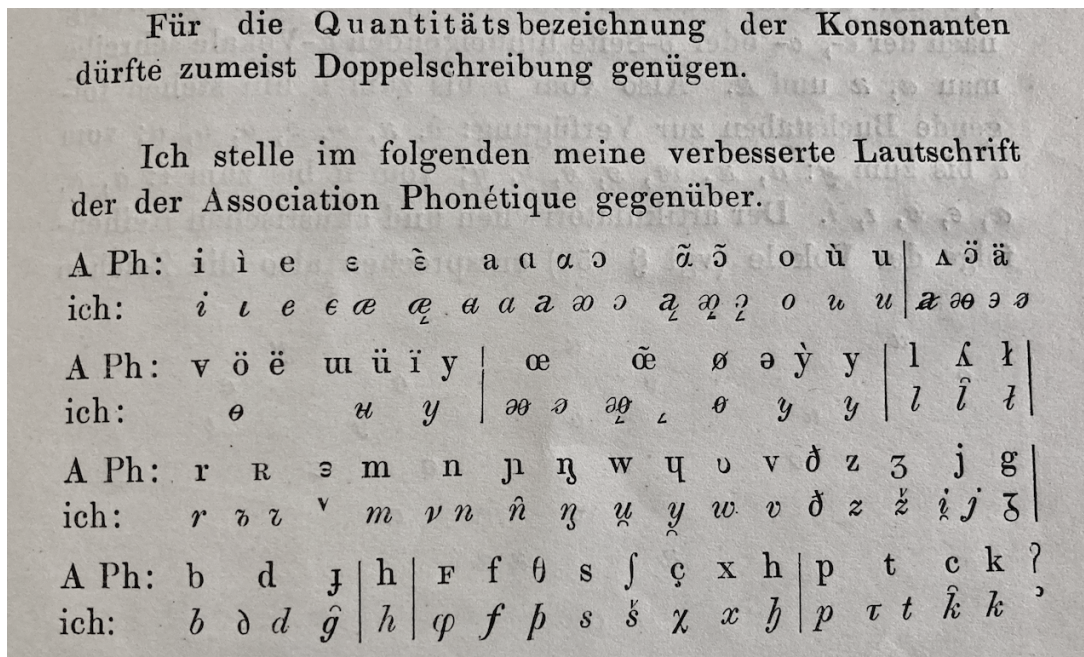 Für die Quantitätsbezeichnung der Konsonanten
dürfte zumeist Doppelschreibung genügen.
Ich stelle im folgenden meine verbesserte Lautschrift
der der Association Phonétique gegenüber.
A Ph: i ì e ɛ ɛ̀ a ɑ α ɔ ɑ̃ ɔ̃ o ù u | ʌ ɔ̈ ä
ich: i ɩ e ϵ æ æ̨ ɐ a ɔ o u u |
A Ph: ö ë ɯ ü ï y | œ œ̃ ø ə ỳ y | l ʎ ł |
ich: ɵ ʉ y | ɵ y y | l l̂ ł |
A Ph: r ʀ m n ɲ ŋ w ɥ ʋ v ð z ʒ j g |
ich: r ˅ m ν n n̂ ŋ u̯ y̯ w v ð z ž i̯ j |
A Ph: b d ɟ | h | ꜰ f θ s ʃ ç x h | p t c k ʔ
ich: b ∂ d ĝ | h | φ f þ s š χ x ꜧ | p τ t k̂ k ɔ